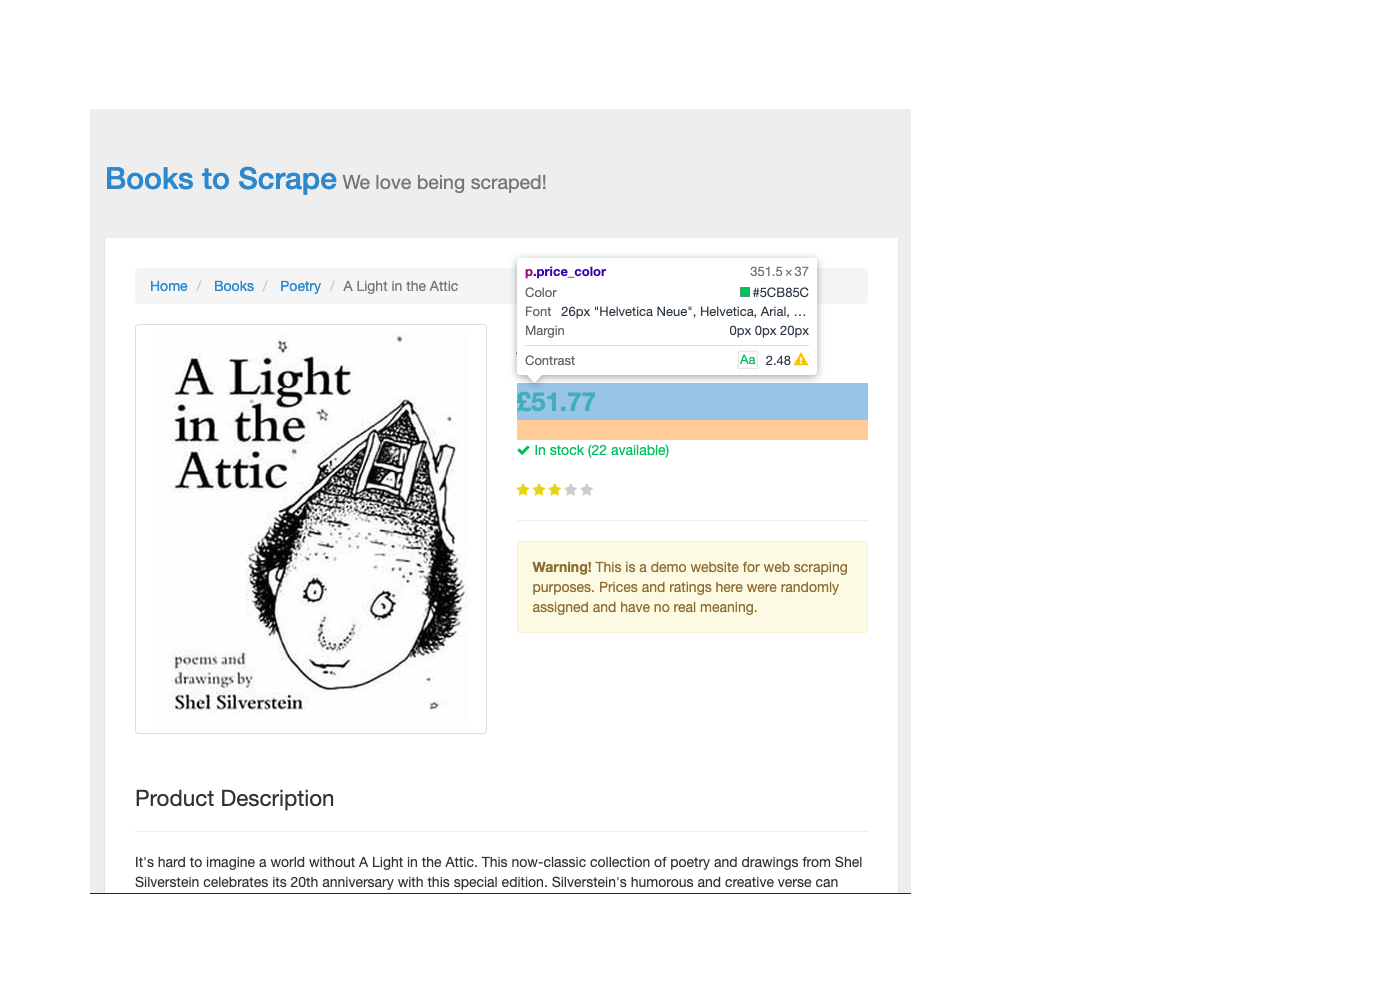 Books to Scrape We love being scraped!
Home / Books / Poetry / A Light in the Attic
p.price_color 351.5 × 37
Color #5CB85C
Font 26px "Helvetica Neue", Helvetica, Arial, …
Margin 0px 0px 20px
Contrast Aa 2.48
A Light
in the
Attic
poems and
drawings by
Shel Silverstein
£51.77
In stock (22 available)
Warning! This is a demo website for web scraping
purposes. Prices and ratings here were randomly
assigned and have no real meaning.
Product Description
It's hard to imagine a world without A Light in the Attic. This now-classic collection of poetry and drawings from Shel
Silverstein celebrates its 20th anniversary with this special edition. Silverstein's humorous and creative verse can